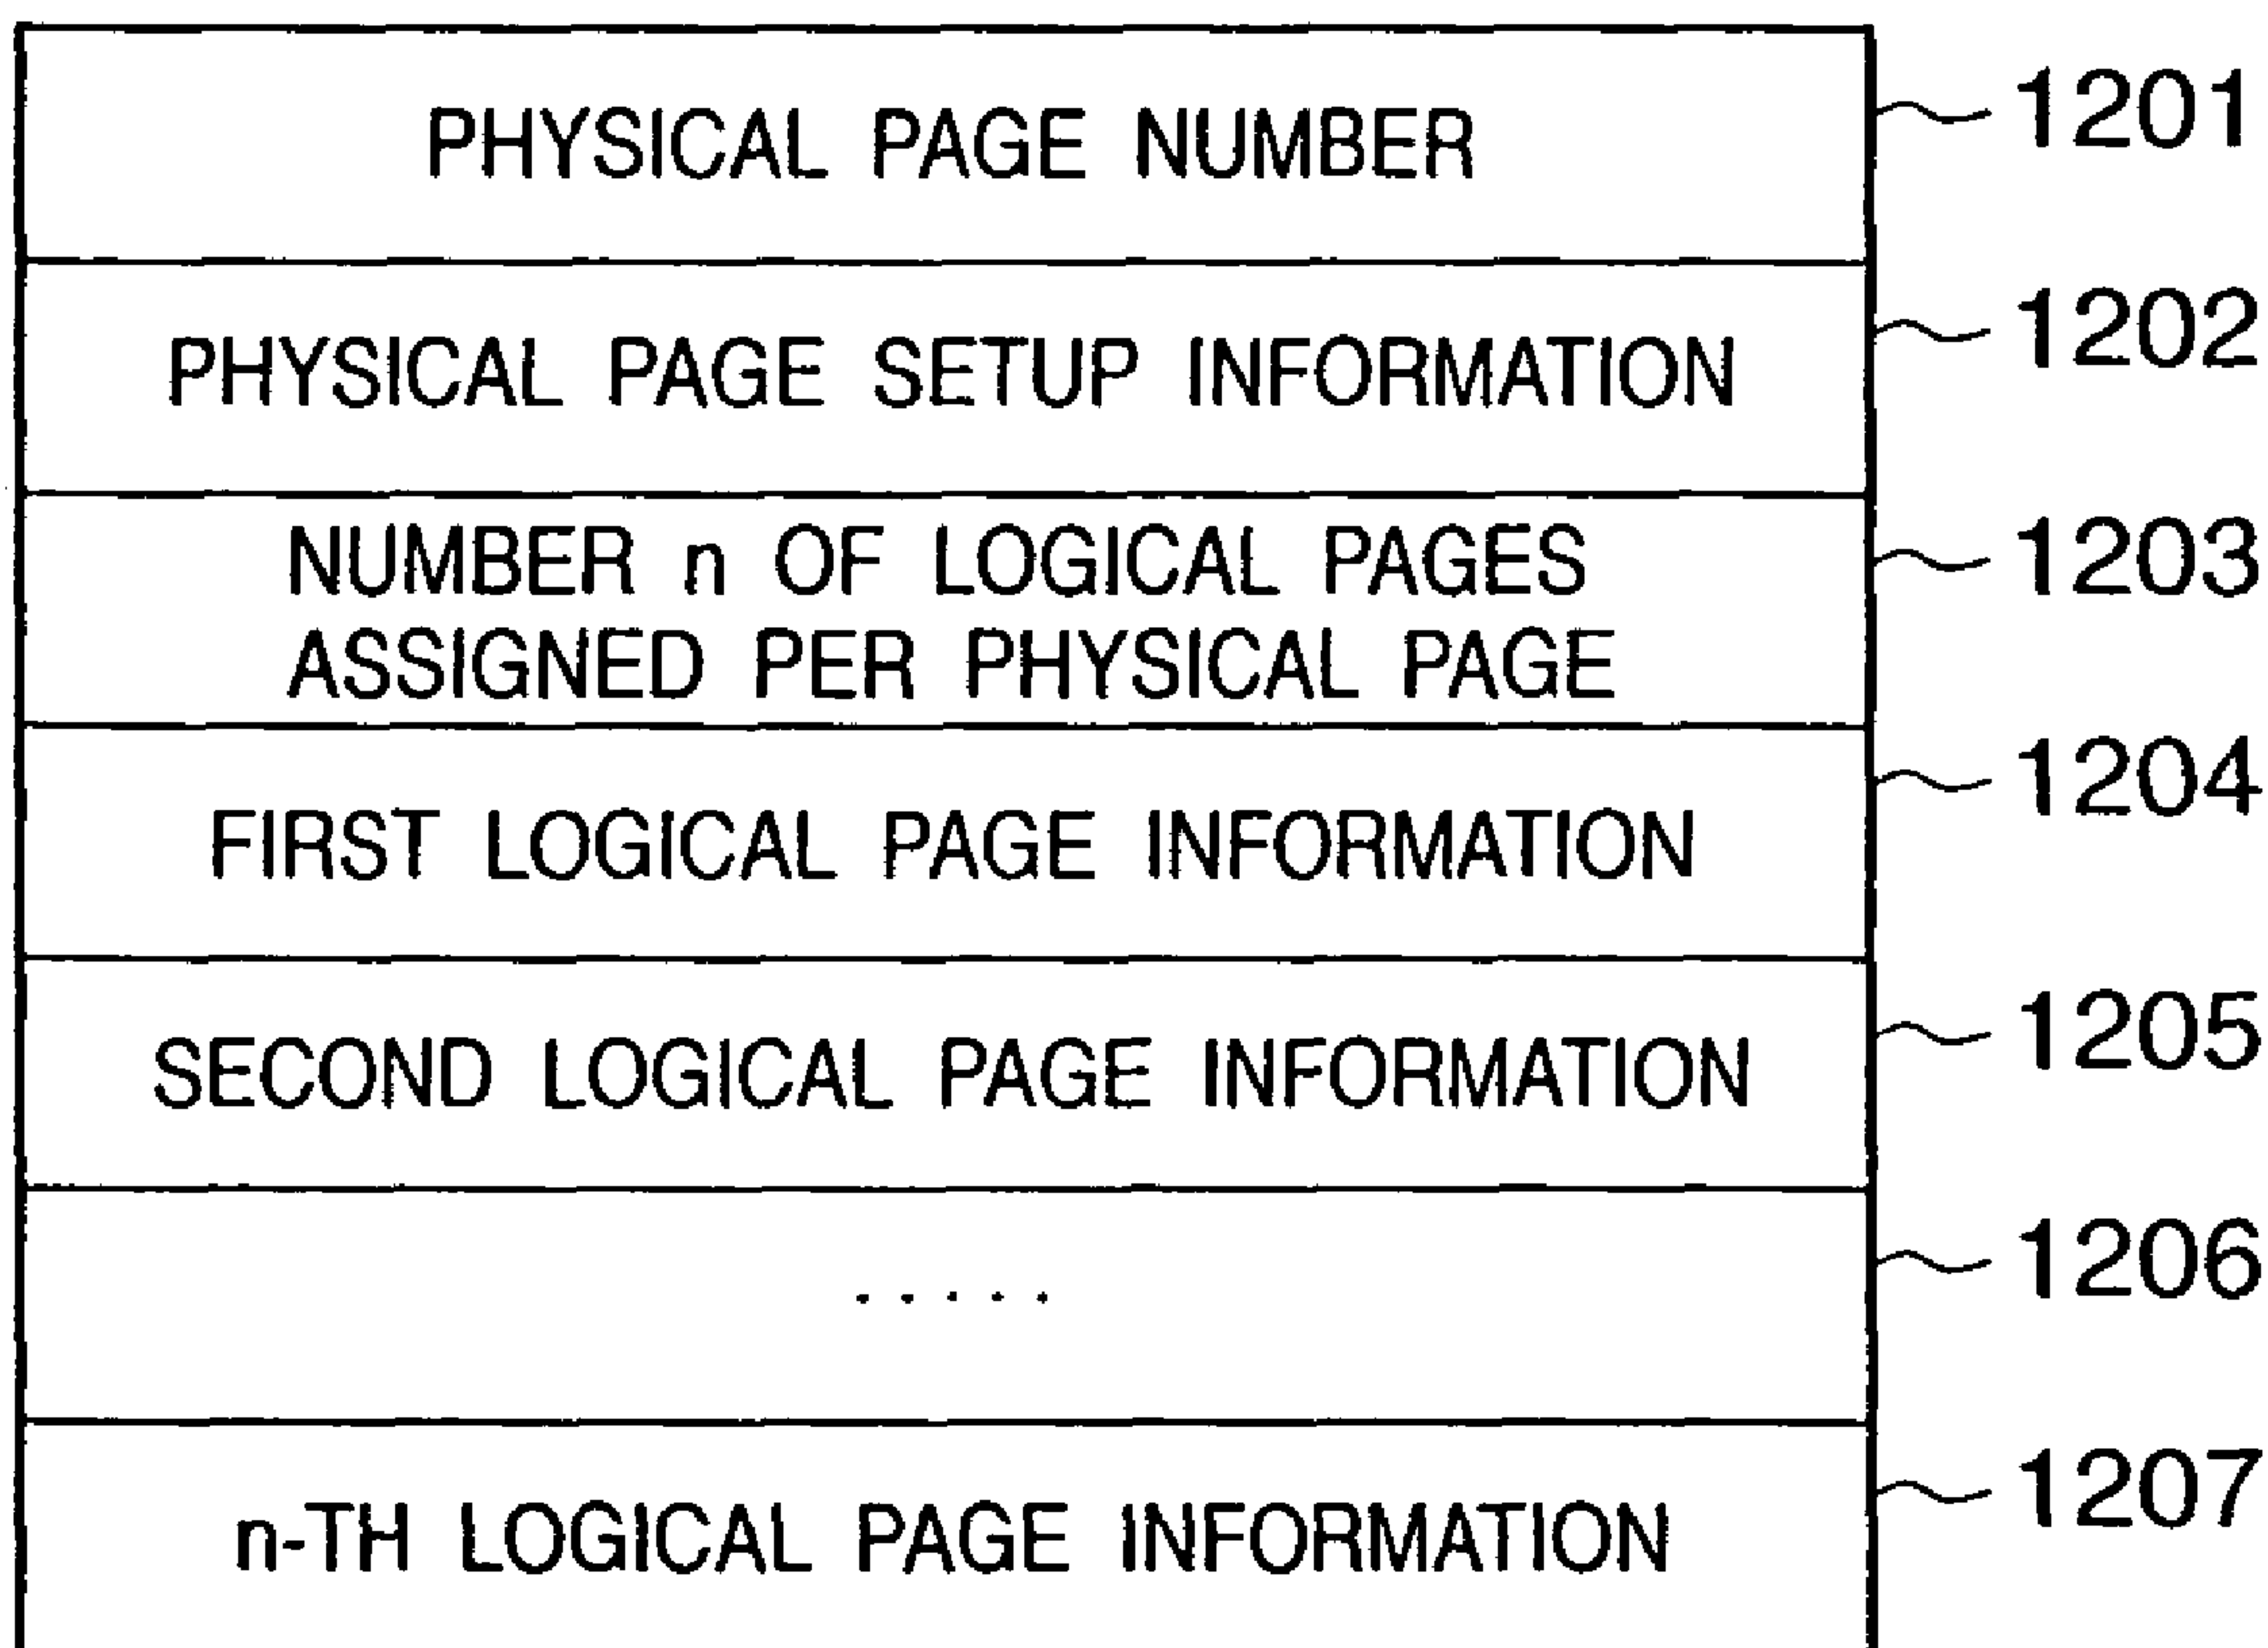 PHYSICAL PAGE NUMBER 1201
PHYSICAL PAGE SETUP INFORMATION 1202
NUMBER n OF LOGICAL PAGES 1203
ASSIGNED PER PHYSICAL PAGE
FIRST LOGICAL PAGE INFORMATION 1204
SECOND LOGICAL PAGE INFORMATION 1205
..... 1206
n-TH LOGICAL PAGE INFORMATION 1207